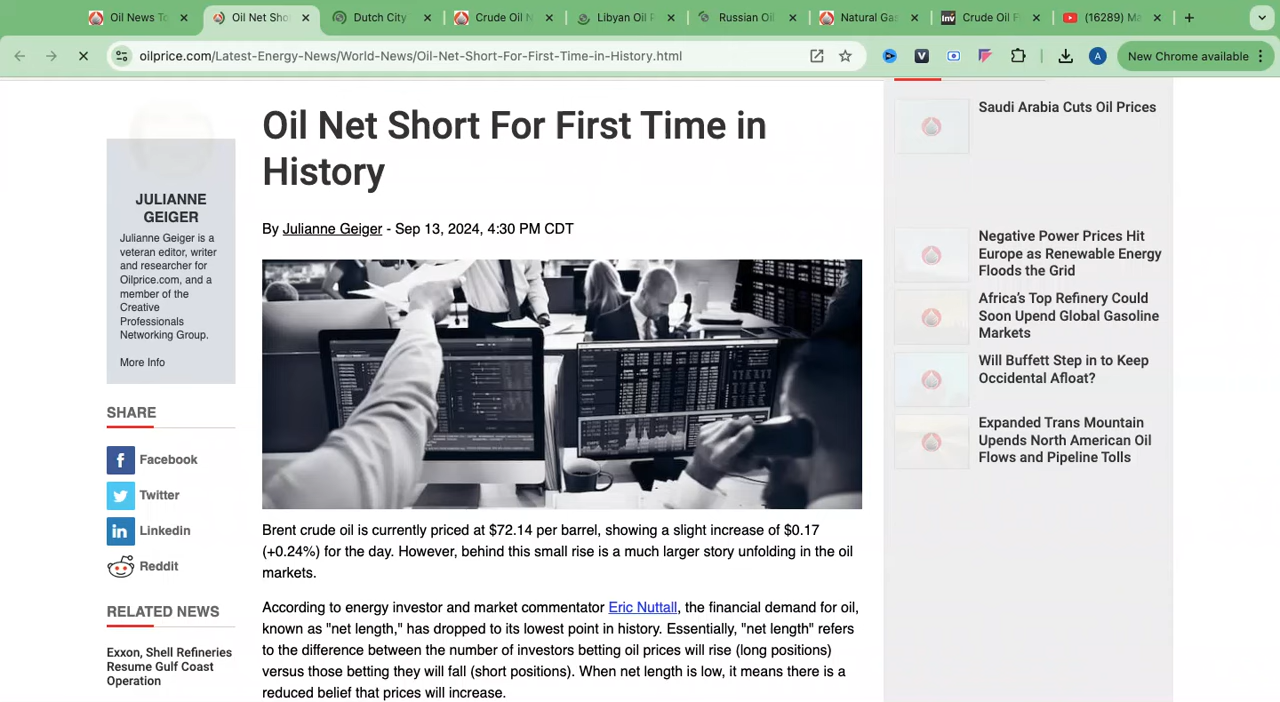 Oil News To
Oil Net Sho
Dutch City
Crude Oil N
Libyan Oil P
Russian Oil
Natural Gas
Inv
Crude Oil F
(16289) Ma
oilprice.com/Latest-Energy-News/World-News/Oil-Net-Short-For-First-Time-in-History.html
V
A
New Chrome available
Oil Net Short For First Time in
History
By Julianne Geiger - Sep 13, 2024, 4:30 PM CDT
JULIANNE
GEIGER
Julianne Geiger is a
veteran editor, writer
and researcher for
Oilprice.com, and a
member of the
Creative
Professionals
Networking Group.
More Info
SHARE
Facebook
Twitter
Linkedin
Reddit
RELATED NEWS
Exxon, Shell Refineries
Resume Gulf Coast
Operation
Brent crude oil is currently priced at $72.14 per barrel, showing a slight increase of $0.17
(+0.24%) for the day. However, behind this small rise is a much larger story unfolding in the oil
markets.
According to energy investor and market commentator Eric Nuttall, the financial demand for oil,
known as "net length," has dropped to its lowest point in history. Essentially, "net length" refers
to the difference between the number of investors betting oil prices will rise (long positions)
versus those betting they will fall (short positions). When net length is low, it means there is a
reduced belief that prices will increase.
Saudi Arabia Cuts Oil Prices
Negative Power Prices Hit
Europe as Renewable Energy
Floods the Grid
Africa's Top Refinery Could
Soon Upend Global Gasoline
Markets
Will Buffett Step in to Keep
Occidental Afloat?
Expanded Trans Mountain
Upends North American Oil
Flows and Pipeline Tolls